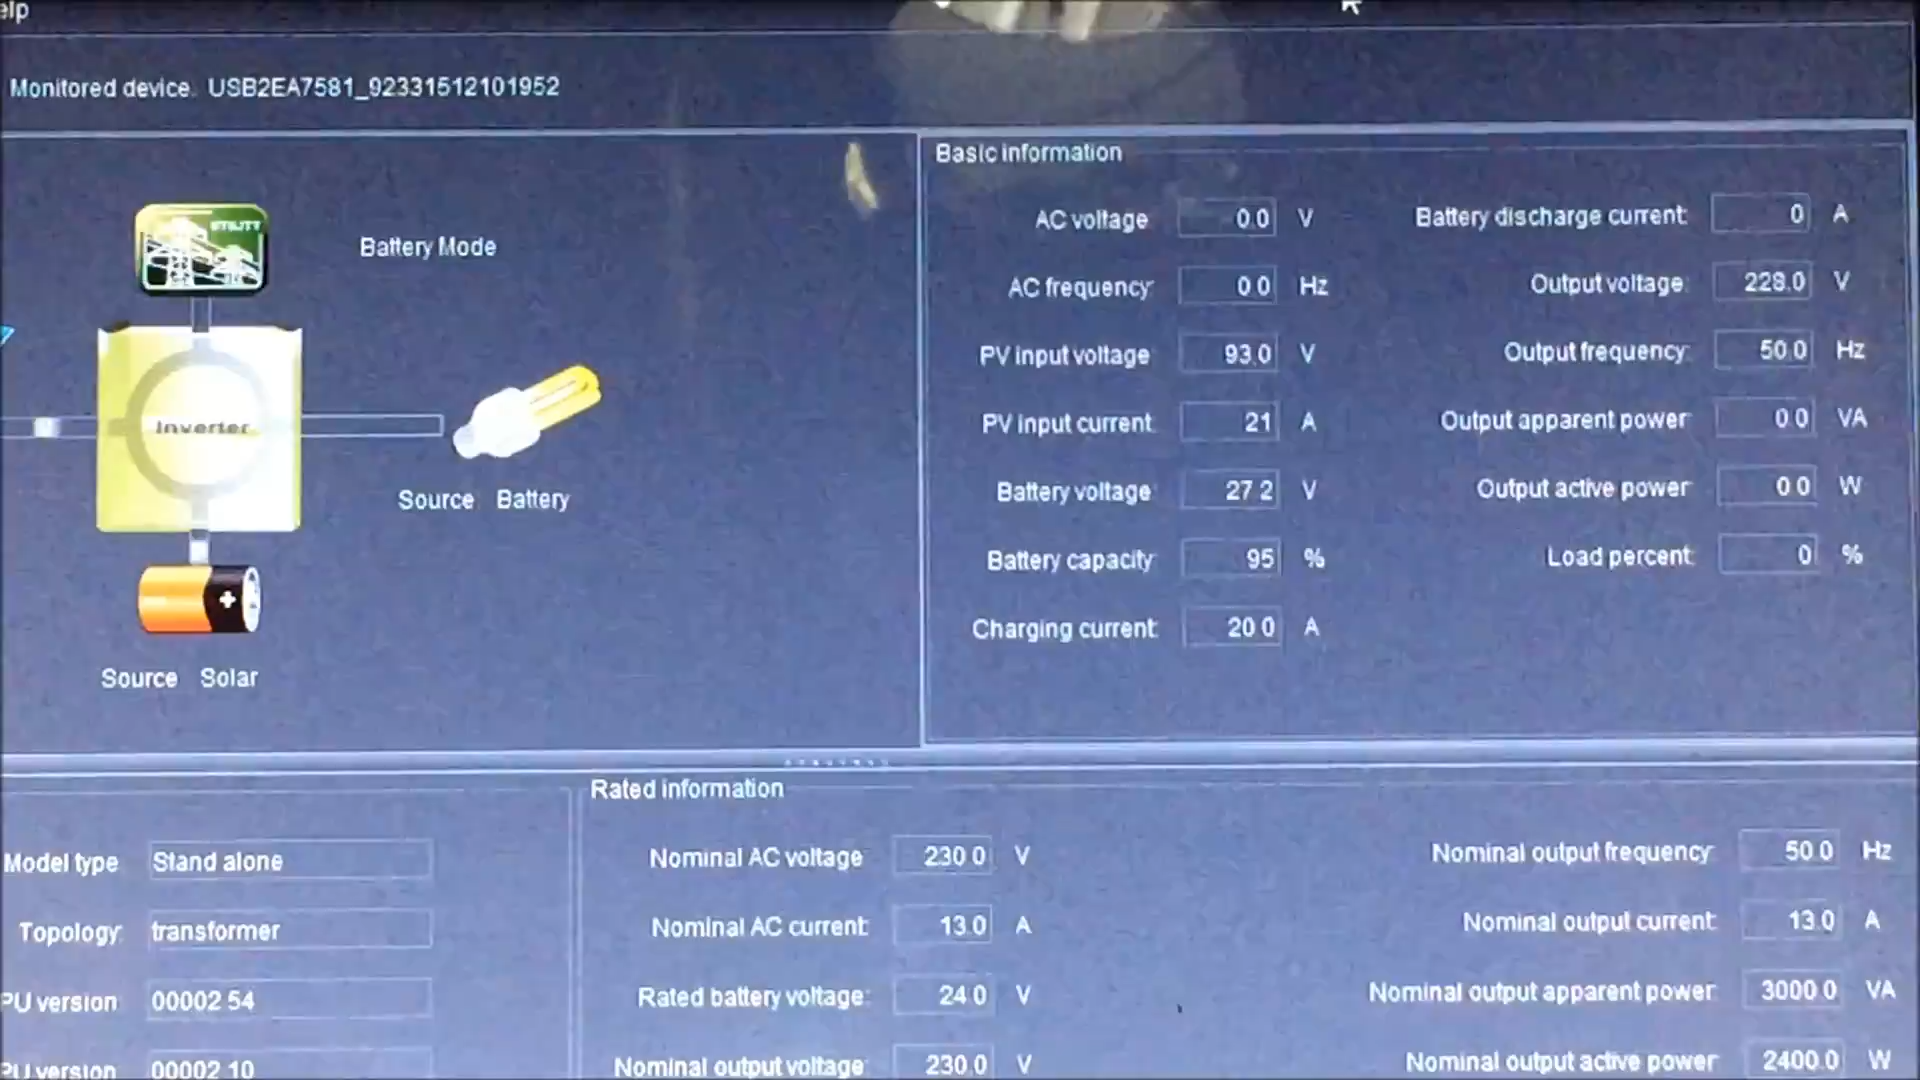 elp
Monitored device. USB2EA7581_92331512101952
UTILITY
Battery Mode
Inverter
Source Battery
Source Solar
Basic information
AC voltage 0.0 V
AC frequency: 0 0 Hz
PV input voltage 93.0 V
PV input current: 21 A
Battery voltage 27 2 V
Battery capacity: 95 %
Charging current: 20 0 A
Battery discharge current: 0 A
Output voltage: 228.0 V
Output frequency: 50.0 Hz
Output apparent power 0 0 VA
Output active power 0 0 W
Load percent: 0 %
Model type Stand alone
Topology: transformer
PU version 00002 54
PU version 00002 10
Rated information
Nominal AC voltage 230 0 V
Nominal AC current: 13.0 A
Rated battery voltage: 24 0 V
Nominal output voltage: 230.0 V
Nominal output frequency: 50.0 Hz
Nominal output current: 13.0 A
Nominal output apparent power 3000 0 VA
Nominal output active power 2400.0 W